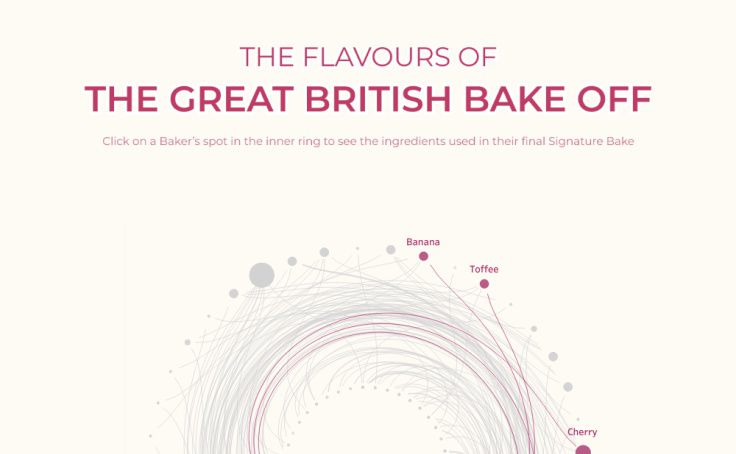 THE FLAVOURS OF
THE GREAT BRITISH BAKE OFF
Click on a Baker's spot in the inner ring to see the ingredients used in their final Signature Bake
Banana
Toffee
Cherry